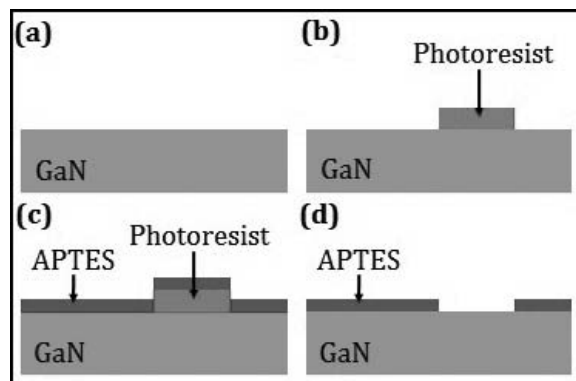 (a)
GaN
(b)
Photoresist
GaN
(c)
Photoresist
APTES
GaN
(d)
APTES
GaN